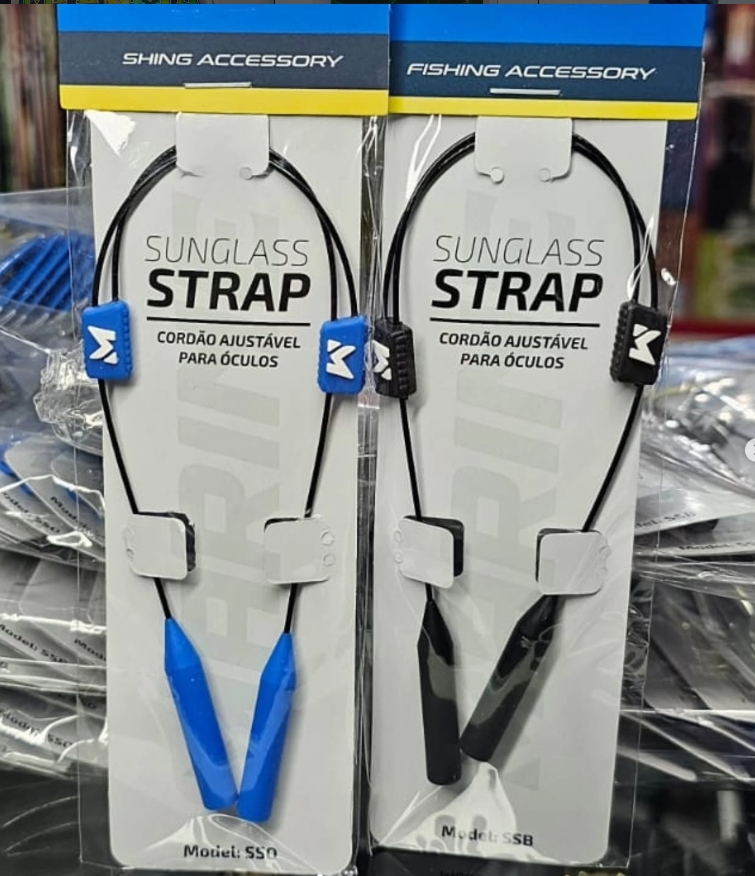 SHING ACCESSORY
SUNGLASS
STRAP
CORDÃO AJUSTÁVEL
PARA ÓCULOS
Model: SSO
FISHING ACCESSORY
SUNGLASS
STRAP
CORDÃO AJUSTÁVEL
PARA ÓCULOS
Model: SSB